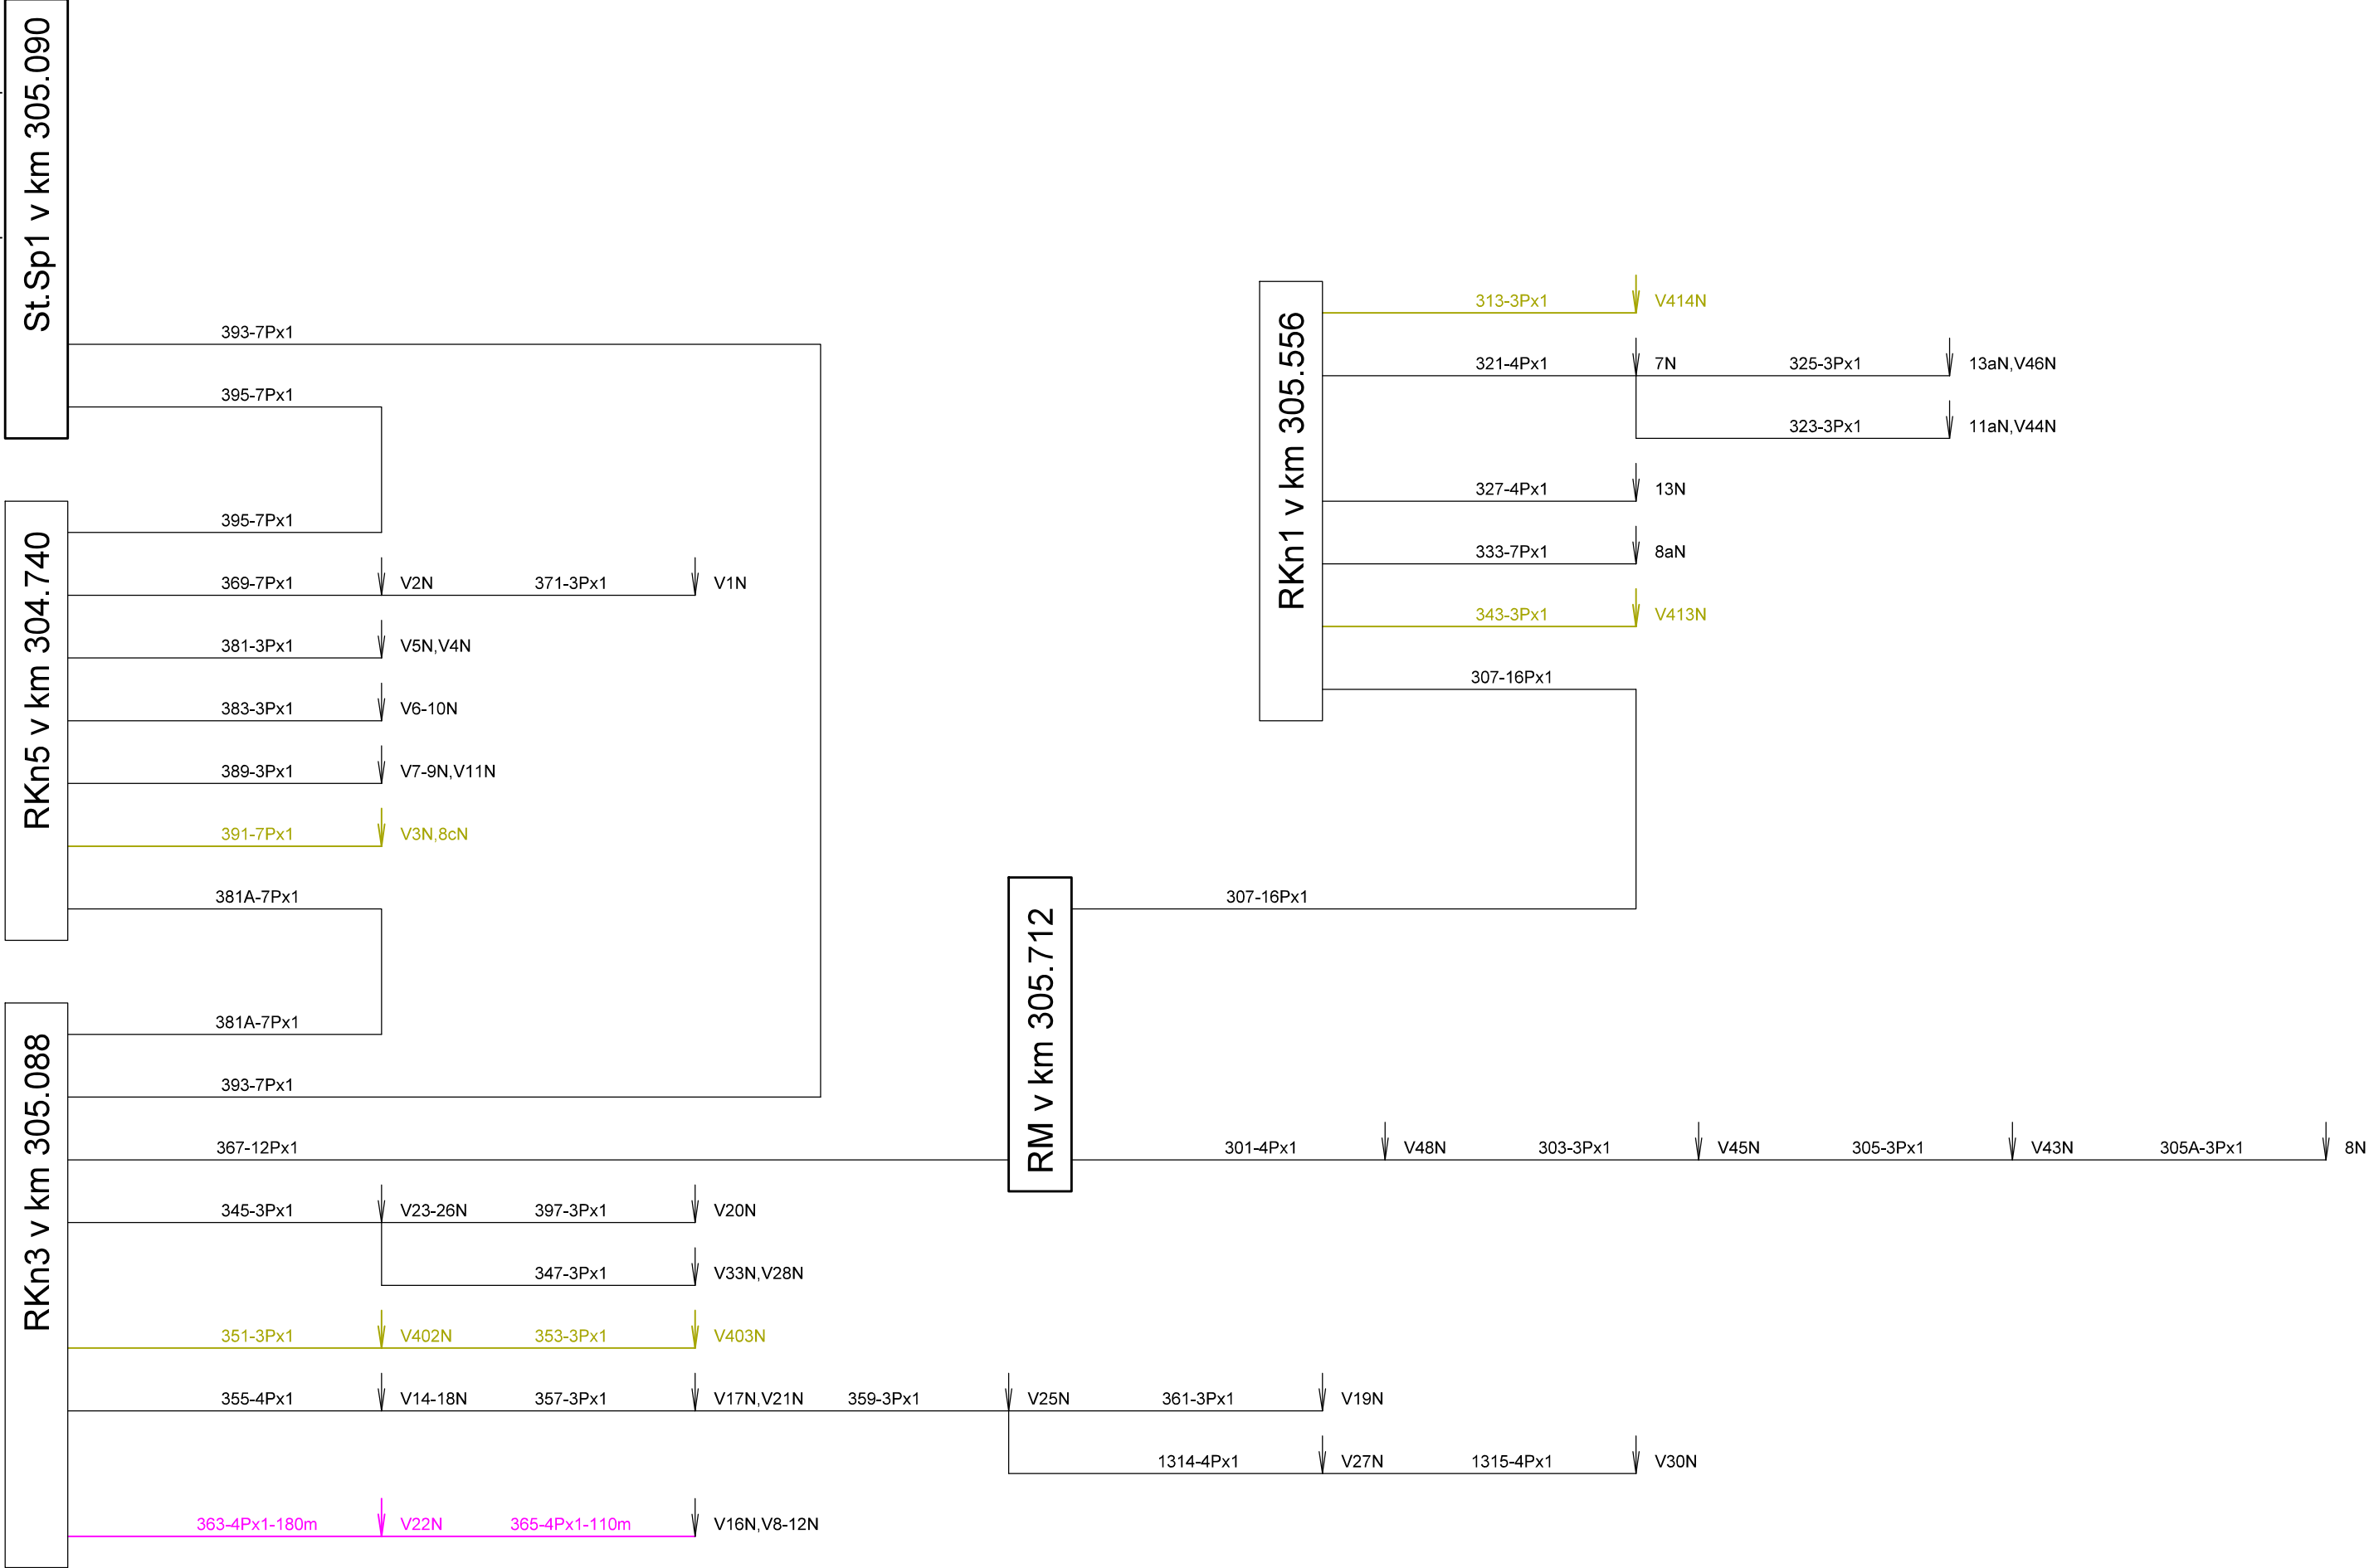 St.Sp1 v km 305.090
393-7Px1
395-7Px1
RKn5 v km 304.740
395-7Px1
369-7Px1 V2N 371-3Px1 V1N
381-3Px1 V5N,V4N
383-3Px1 V6-10N
389-3Px1 V7-9N,V11N
391-7Px1 V3N,8cN
381A-7Px1
RKn3 v km 305.088
381A-7Px1
393-7Px1
367-12Px1
345-3Px1 V23-26N 397-3Px1 V20N
347-3Px1 V33N,V28N
351-3Px1 V402N 353-3Px1 V403N
355-4Px1 V14-18N 357-3Px1 V17N,V21N 359-3Px1 V25N 361-3Px1 V19N
1314-4Px1 V27N 1315-4Px1 V30N
363-4Px1-180m V22N 365-4Px1-110m V16N,V8-12N
RKn1 v km 305.556
313-3Px1 V414N
321-4Px1 7N 325-3Px1 13aN,V46N
323-3Px1 11aN,V44N
327-4Px1 13N
333-7Px1 8aN
343-3Px1 V413N
307-16Px1
RM v km 305.712
307-16Px1
301-4Px1 V48N 303-3Px1 V45N 305-3Px1 V43N 305A-3Px1 8N